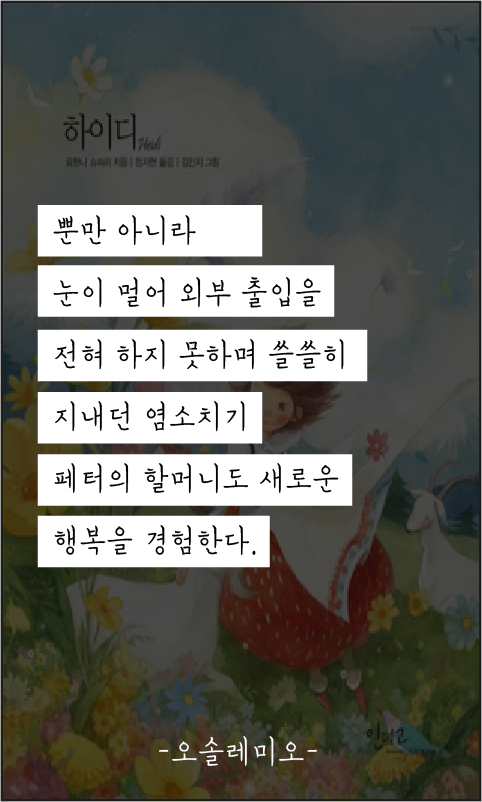 하이디
Heidi
요한나 슈피리 지음 | 정지현 옮김 | 김민지 그림
뿐만 아니라
눈이 멀어 외부 출입을
전혀 하지 못하며 쓸쓸히
지내던 염소치기
페터의 할머니도 새로운
행복을 경험한다.
인디고
-오솔레미오-